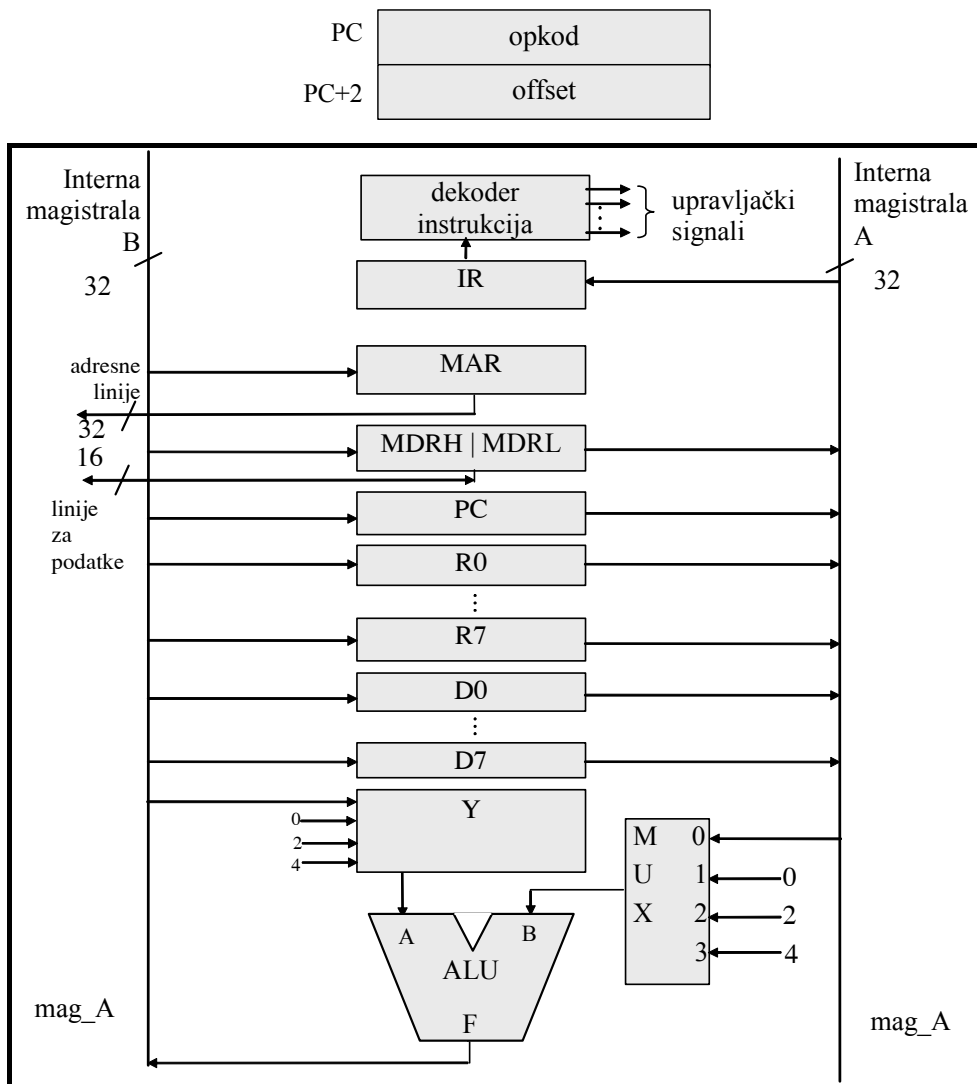 PC
opkod
PC+2
offset
Interna
magistrala
B
32
dekoder
instrukcija
upravljački
signali
Interna
magistrala
A
32
IR
adresne
linije
32
MAR
16
MDRH | MDRL
linije
za
podatke
PC
R0
R7
D0
D7
Y
0
2
4
M 0
U 1
X 2
3
0
2
4
A
B
ALU
F
mag_A
mag_A